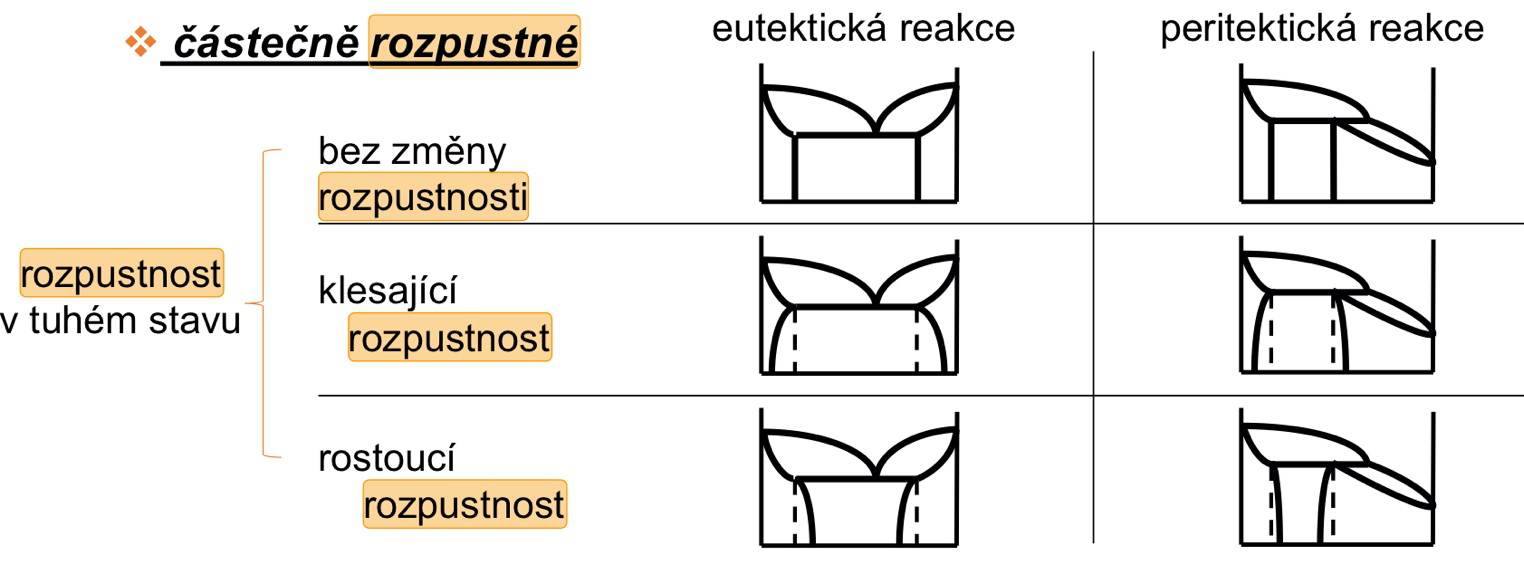 částečně rozpustné
eutektická reakce
peritektická reakce
bez změny
rozpustnosti
rozpustnost
v tuhém stavu
klesající
rozpustnost
rostoucí
rozpustnost